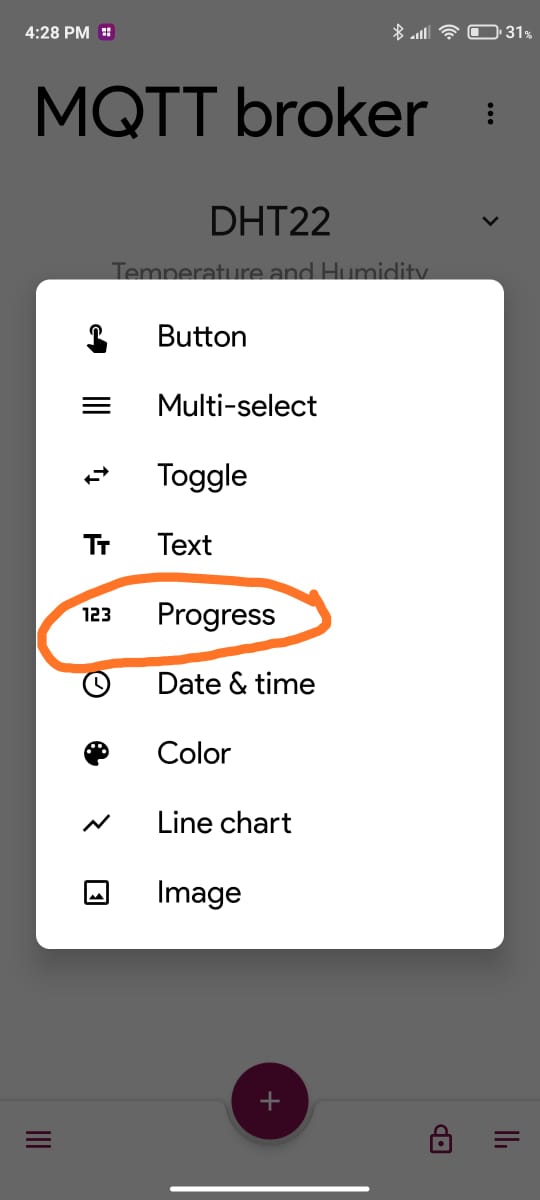 4:28 PM
31%
MQTT broker
DHT22
Temperature and Humidity
Button
Multi-select
Toggle
Tт Text
123 Progress
Date & time
Color
Line chart
Image